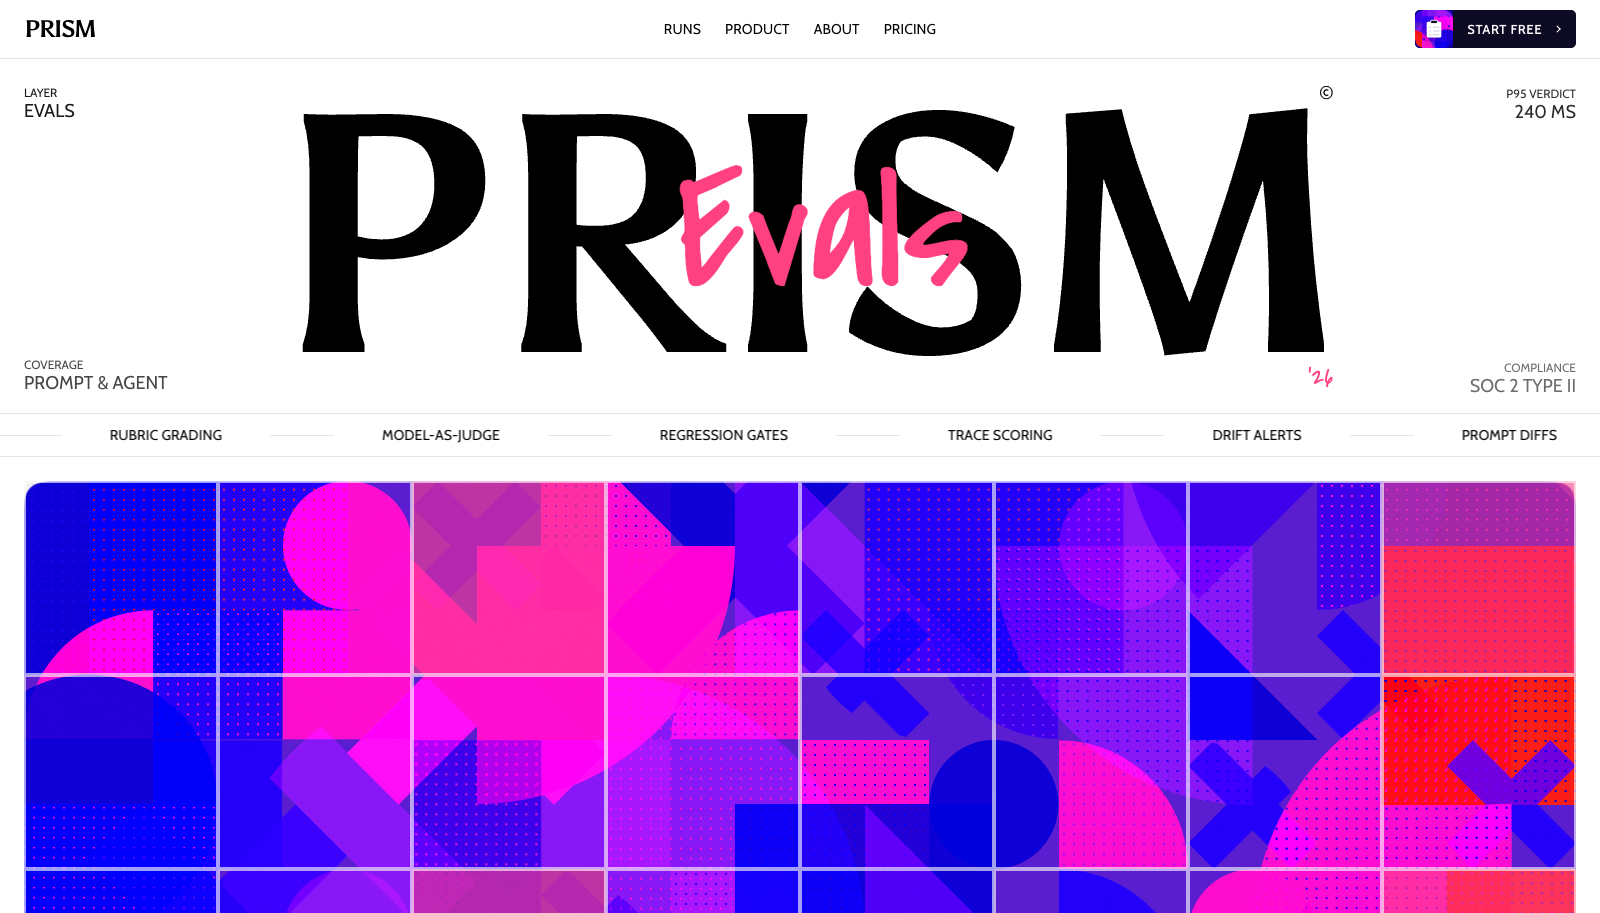 PRISM
RUNS PRODUCT ABOUT PRICING
START FREE
LAYER
EVALS
©
P95 VERDICT
240 MS
PRISM
Evals
COVERAGE
PROMPT & AGENT
'26
COMPLIANCE
SOC 2 TYPE II
RUBRIC GRADING MODEL-AS-JUDGE REGRESSION GATES TRACE SCORING DRIFT ALERTS PROMPT DIFFS